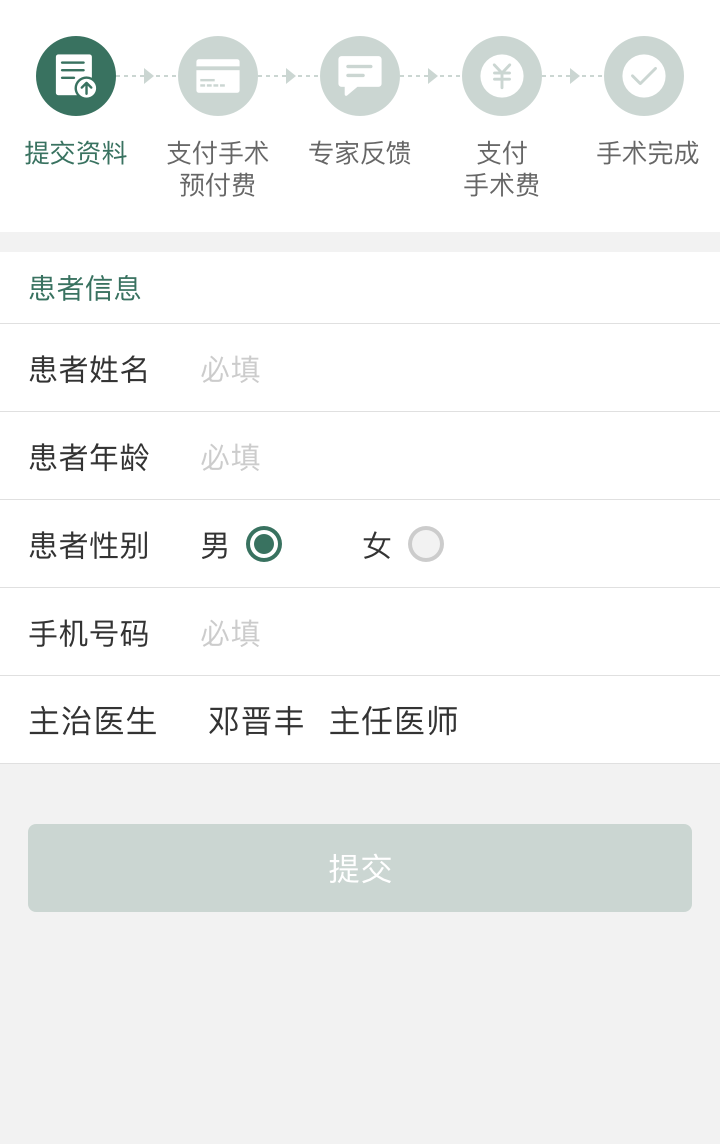 提交资料
支付手术
预付费
专家反馈
支付
手术费
手术完成
患者信息
患者姓名 必填
患者年龄 必填
患者性别 男 女
手机号码 必填
主治医生 邓晋丰 主任医师
提交